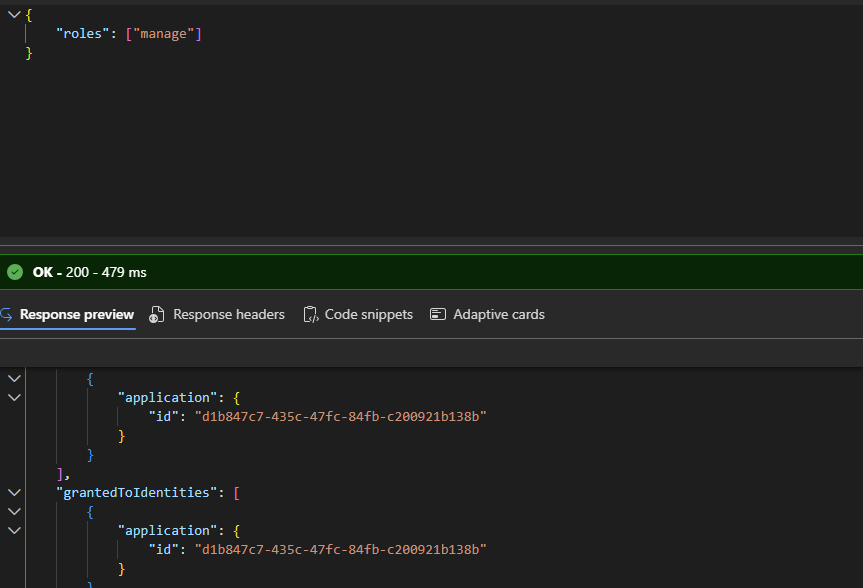 {
"roles": ["manage"]
}
OK - 200 - 479 ms
Response preview Response headers Code snippets Adaptive cards
{
"application": {
"id": "d1b847c7-435c-47fc-84fb-c200921b138b"
}
}
],
"grantedToIdentities": [
{
"application": {
"id": "d1b847c7-435c-47fc-84fb-c200921b138b"
}
}